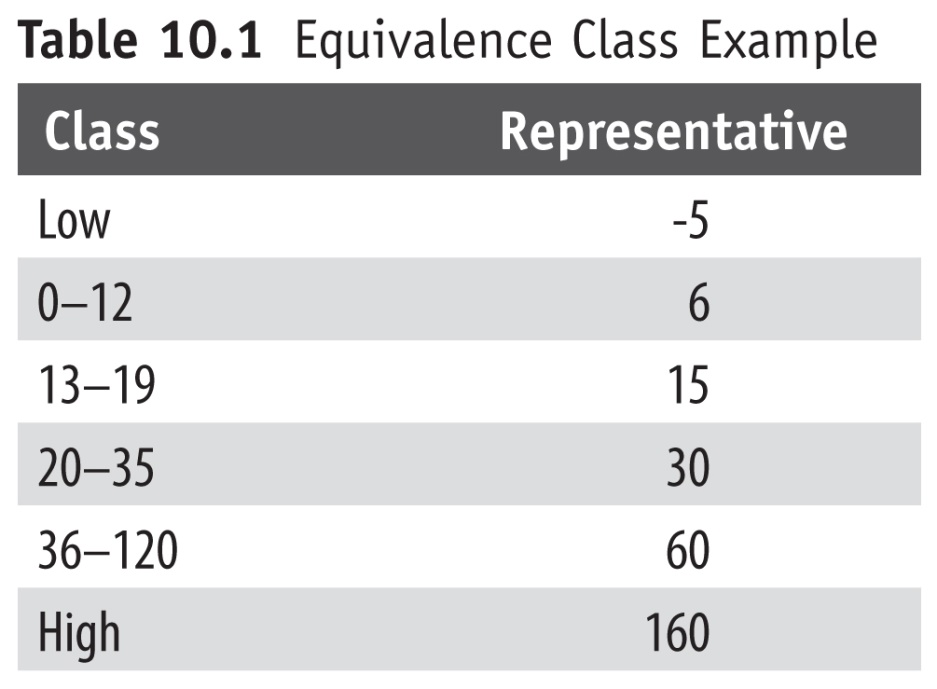 Table 10.1 Equivalence Class Example
Class Representative
Low -5
0–12 6
13–19 15
20–35 30
36–120 60
High 160